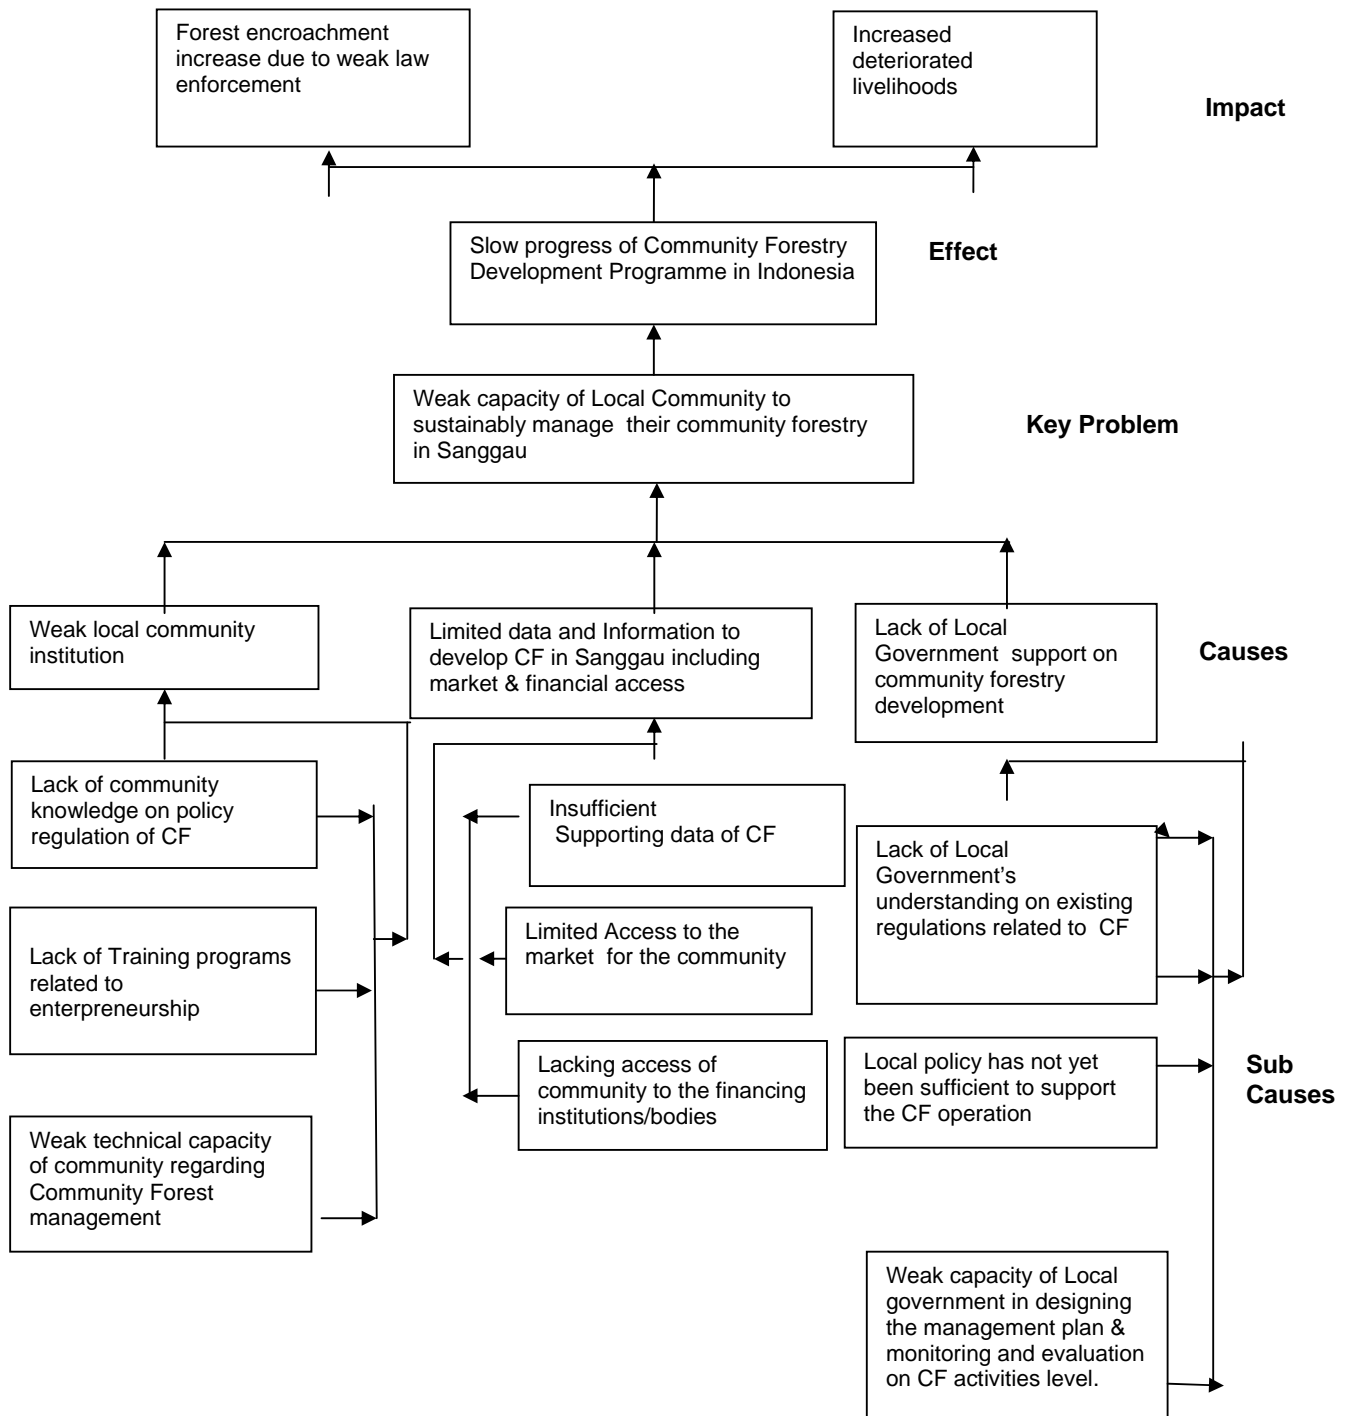 Forest encroachment
increase due to weak law
enforcement
Increased
deteriorated
livelihoods
Impact
Slow progress of Community Forestry
Development Programme in Indonesia
Effect
Weak capacity of Local Community to
sustainably manage their community forestry
in Sanggau
Key Problem
Weak local community
institution
Limited data and Information to
develop CF in Sanggau including
market & financial access
Lack of Local
Government support on
community forestry
development
Causes
Lack of community
knowledge on policy
regulation of CF
Insufficient
Supporting data of CF
Lack of Local
Government’s
understanding on existing
regulations related to CF
Lack of Training programs
related to
enterpreneurship
Limited Access to the
market for the community
Lacking access of
community to the financing
institutions/bodies
Local policy has not yet
been sufficient to support
the CF operation
Sub
Causes
Weak technical capacity
of community regarding
Community Forest
management
Weak capacity of Local
government in designing
the management plan &
monitoring and evaluation
on CF activities level.